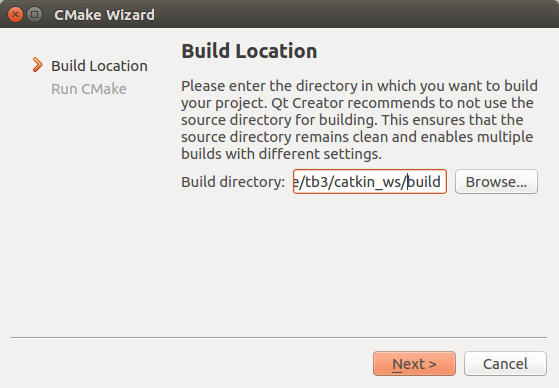 CMake Wizard
Build Location
Run CMake
Build Location
Please enter the directory in which you want to build
your project. Qt Creator recommends to not use the
source directory for building. This ensures that the
source directory remains clean and enables multiple
builds with different settings.
Build directory: e/tb3/catkin_ws/build Browse...
Next > Cancel